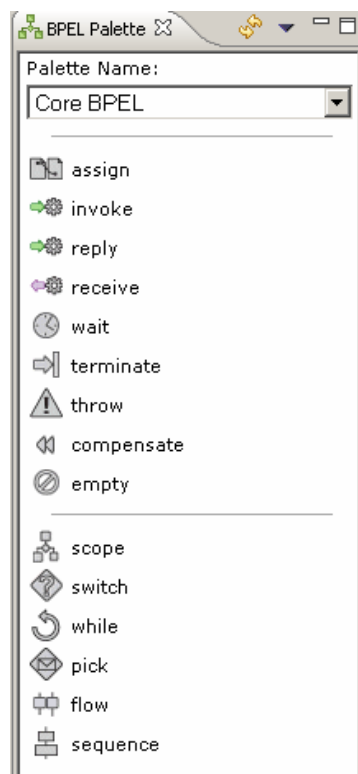 BPEL Palette
Palette Name:
Core BPEL
assign
invoke
reply
receive
wait
terminate
throw
compensate
empty
scope
switch
while
pick
flow
sequence